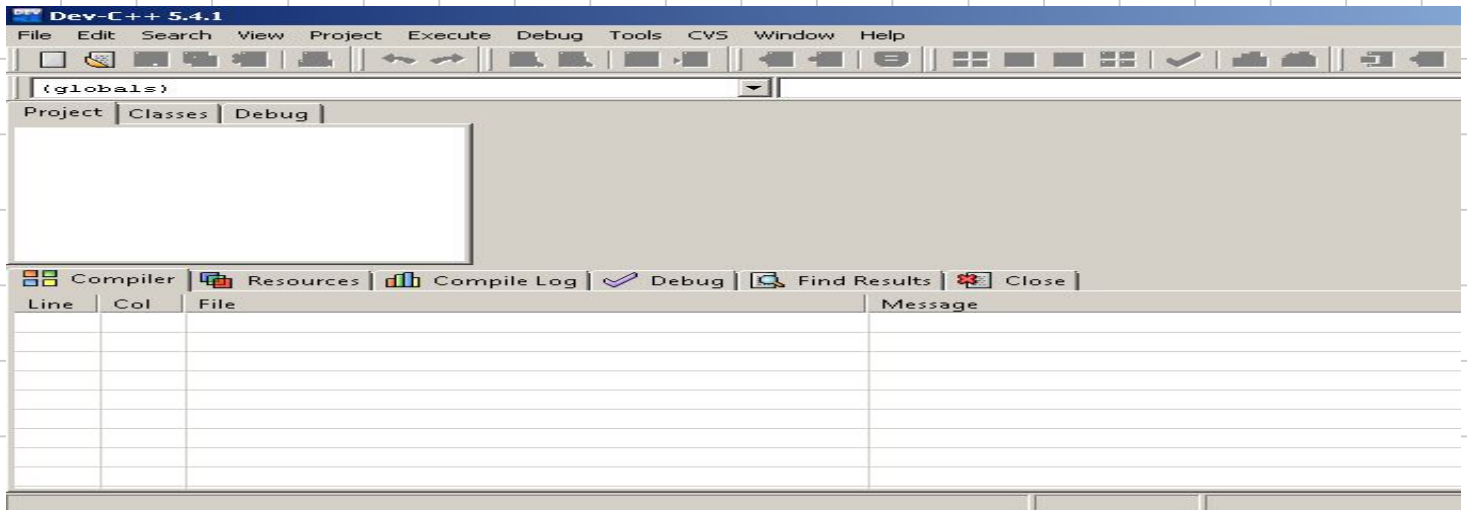 Dev-C++ 5.4.1
File Edit Search View Project Execute Debug Tools CVS Window Help
(globals)
Project Classes Debug
Compiler Resources Compile Log Debug Find Results Close
Line Col File Message